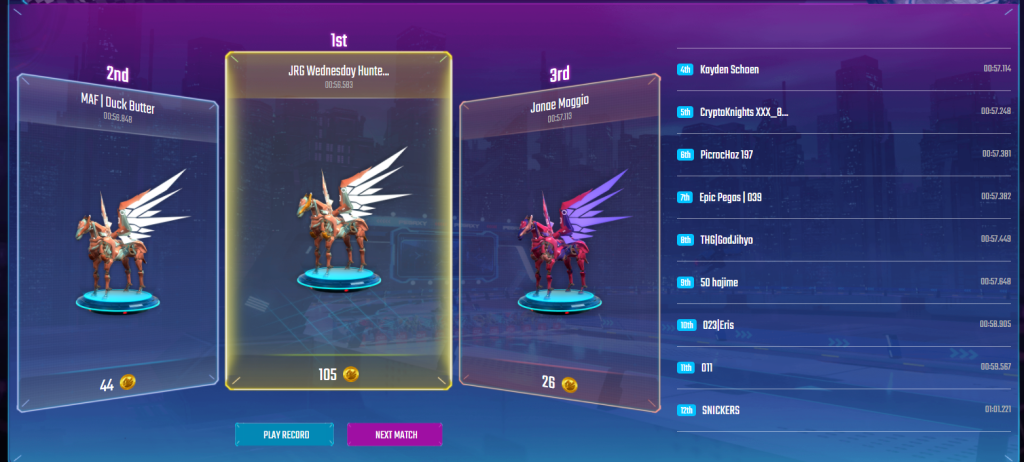 1st
JRG Wednesday Hunte...
00:56.583
105
2nd
MAF | Duck Butter
00:56.848
44
3rd
Janae Maggio
00:57.113
26
4th Kayden Schoen 00:57.114
5th CryptoKnights XXX_B... 00:57.248
6th PicrocHoz 197 00:57.381
7th Epic Pegas | 039 00:57.382
8th THG|GodJihyo 00:57.449
9th 50 hajime 00:57.648
10th 023|Eris 00:58.905
11th 011 00:59.567
12th SNICKERS 01:01.221
PLAY RECORD
NEXT MATCH